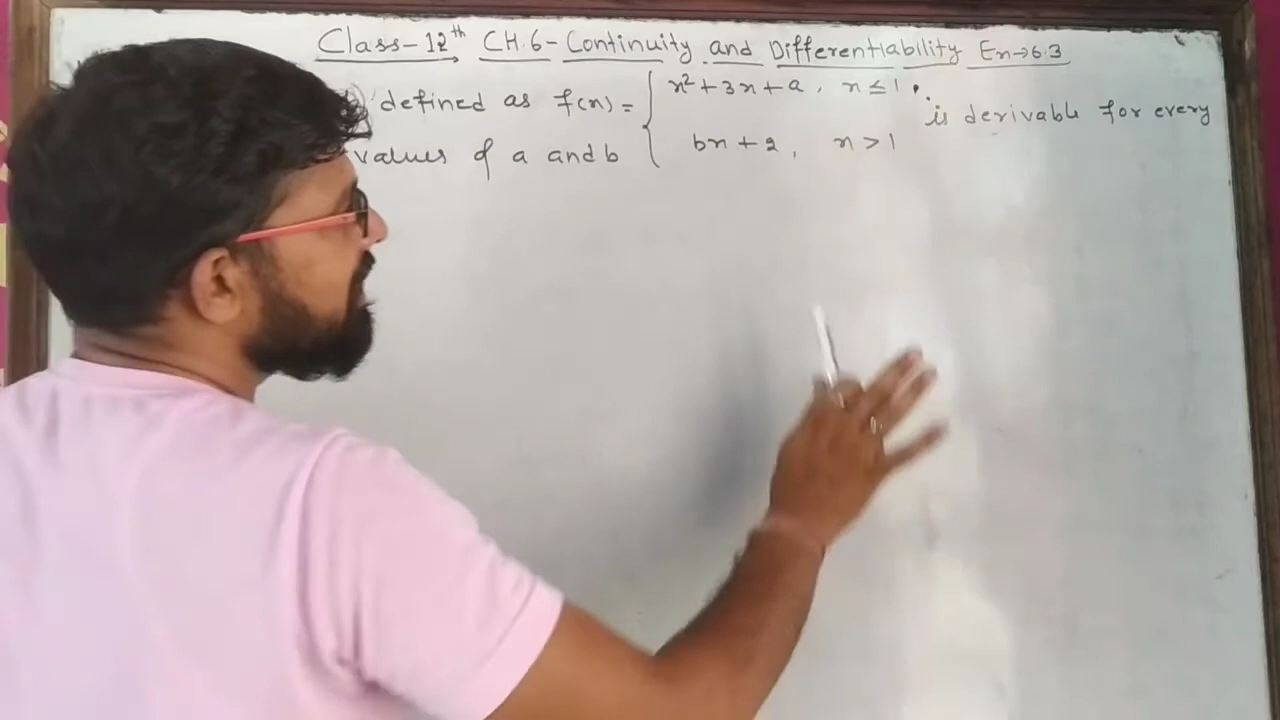 Class-12th CH.6-Continuity and Differentiability Ex→6.3
defined as f(x) = { x² + 3x + a, x ≤ 1 . is derivable for every
values of a and b bx + 2, x > 1